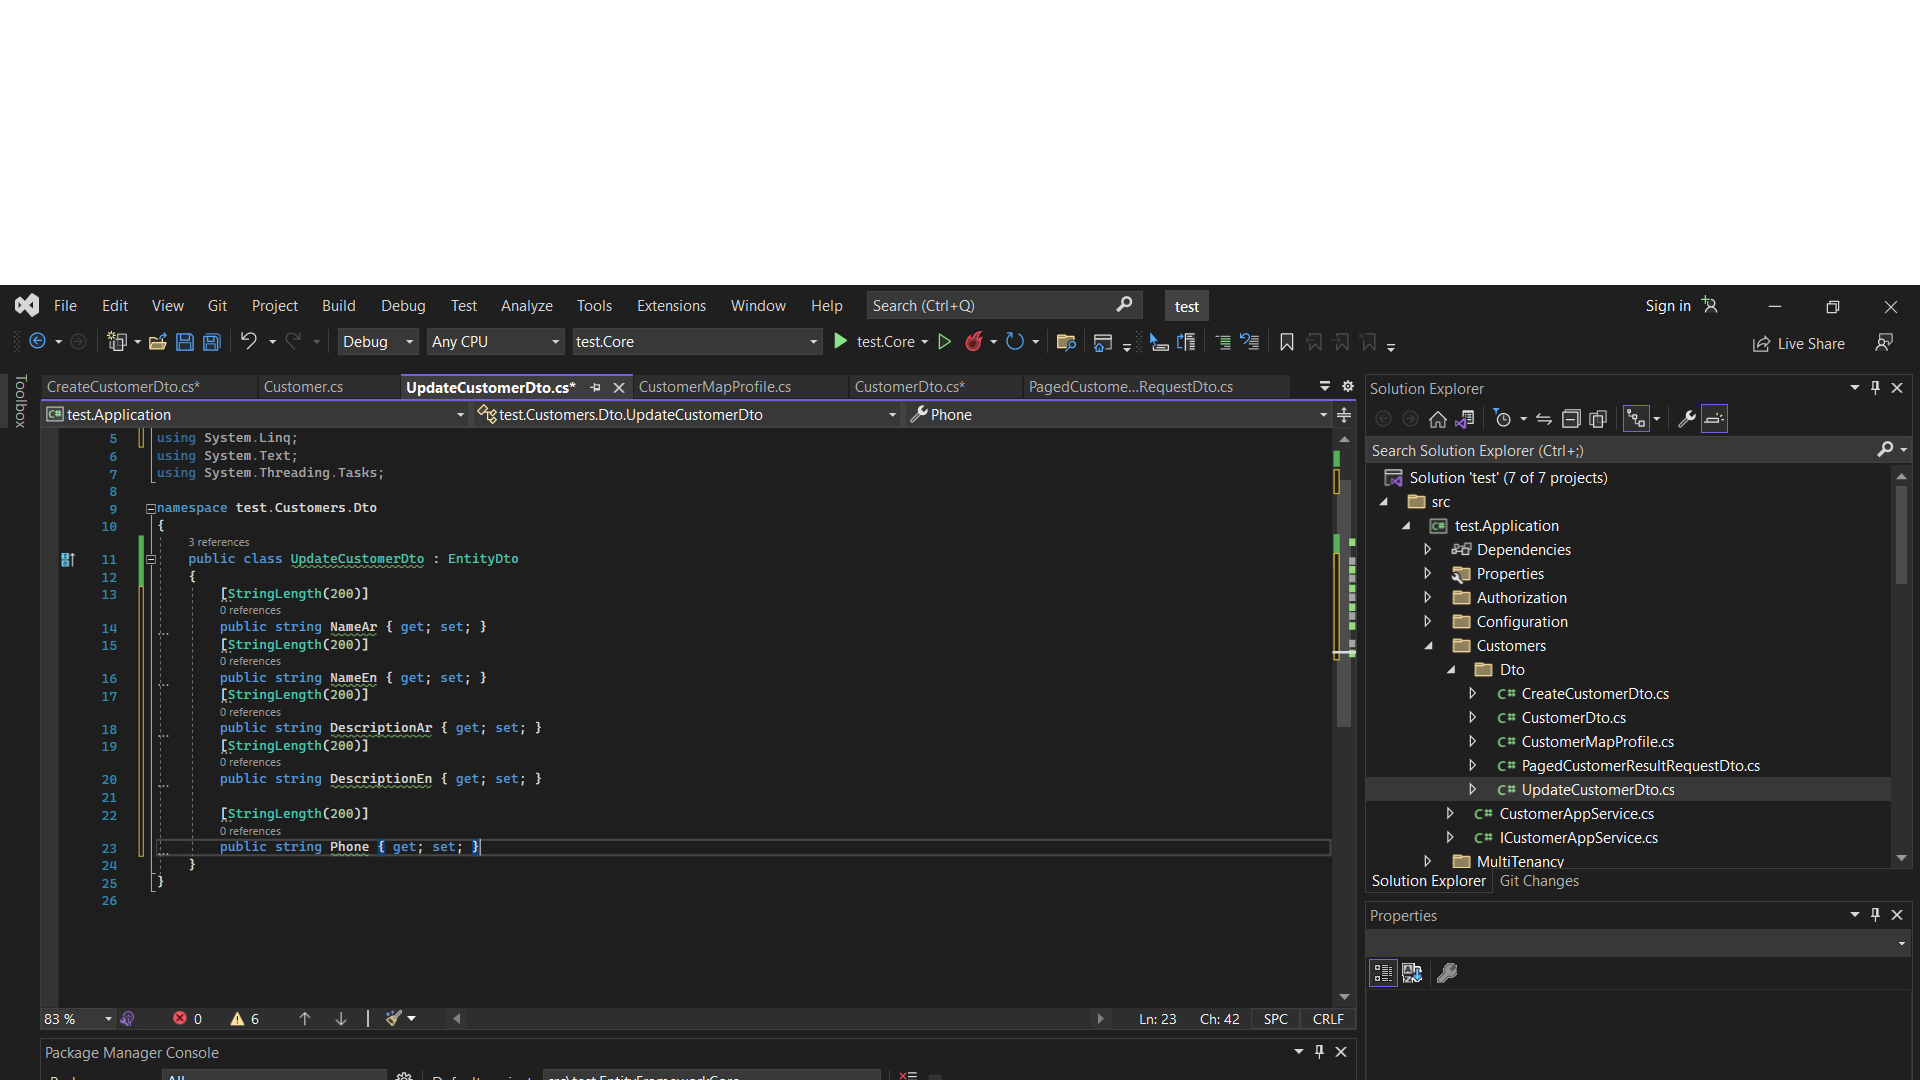 File Edit View Git Project Build Debug Test Analyze Tools Extensions Window Help Search (Ctrl+Q) test Sign in
Debug Any CPU test.Core test.Core Live Share
Toolbox
CreateCustomerDto.cs* Customer.cs UpdateCustomerDto.cs* CustomerMapProfile.cs CustomerDto.cs* PagedCustome...RequestDto.cs
test.Application test.Customers.Dto.UpdateCustomerDto Phone
5 using System.Linq;
6 using System.Text;
7 using System.Threading.Tasks;
8
9 namespace test.Customers.Dto
10 {
3 references
11 public class UpdateCustomerDto : EntityDto
12 {
13 [StringLength(200)]
0 references
14 public string NameAr { get; set; }
15 [StringLength(200)]
0 references
16 public string NameEn { get; set; }
17 [StringLength(200)]
0 references
18 public string DescriptionAr { get; set; }
19 [StringLength(200)]
0 references
20 public string DescriptionEn { get; set; }
21
22 [StringLength(200)]
0 references
23 public string Phone { get; set; }
24 }
25 }
26
83 % 0 6 Ln: 23 Ch: 42 SPC CRLF
Package Manager Console
All
Solution Explorer
Search Solution Explorer (Ctrl+;)
Solution 'test' (7 of 7 projects)
src
C# test.Application
Dependencies
Properties
Authorization
Configuration
Customers
Dto
C# CreateCustomerDto.cs
C# CustomerDto.cs
C# CustomerMapProfile.cs
C# PagedCustomerResultRequestDto.cs
C# UpdateCustomerDto.cs
C# CustomerAppService.cs
C# ICustomerAppService.cs
MultiTenancy
Solution Explorer Git Changes
Properties